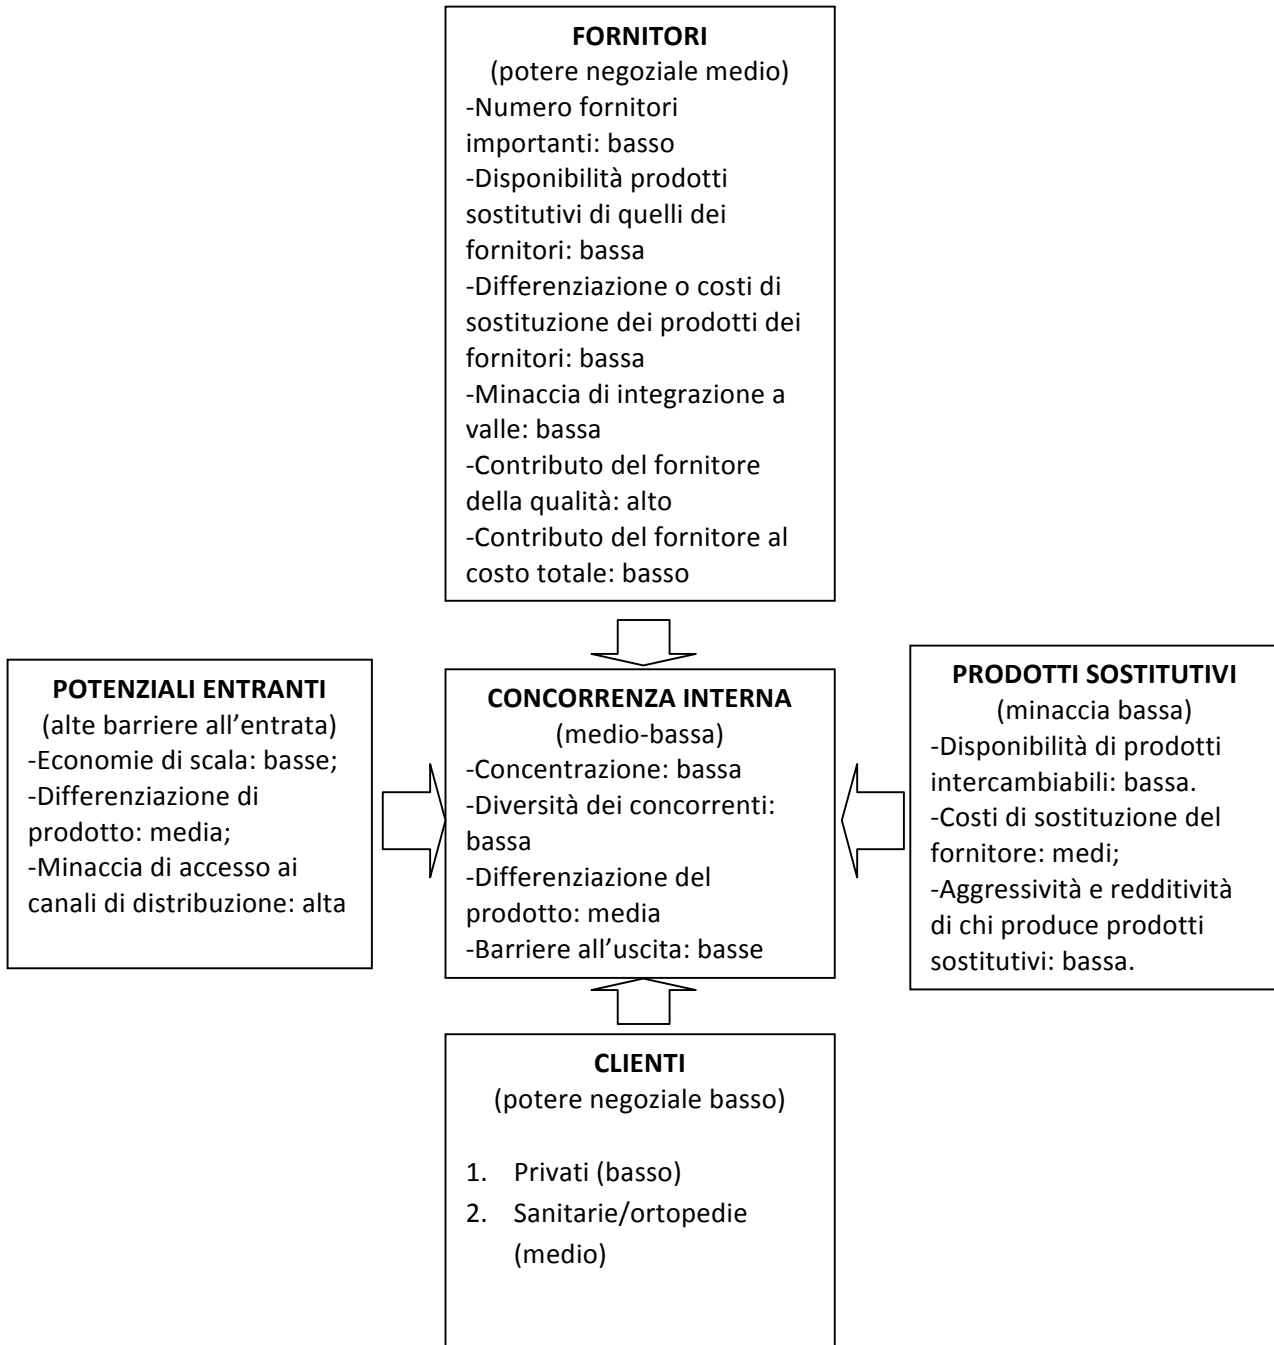 FORNITORI
(potere negoziale medio)
-Numero fornitori
importanti: basso
-Disponibilità prodotti
sostitutivi di quelli dei
fornitori: bassa
-Differenziazione o costi di
sostituzione dei prodotti dei
fornitori: bassa
-Minaccia di integrazione a
valle: bassa
-Contributo del fornitore
della qualità: alto
-Contributo del fornitore al
costo totale: basso
POTENZIALI ENTRANTI
(alte barriere all’entrata)
-Economie di scala: basse;
-Differenziazione di
prodotto: media;
-Minaccia di accesso ai
canali di distribuzione: alta
CONCORRENZA INTERNA
(medio-bassa)
-Concentrazione: bassa
-Diversità dei concorrenti:
bassa
-Differenziazione del
prodotto: media
-Barriere all’uscita: basse
PRODOTTI SOSTITUTIVI
(minaccia bassa)
-Disponibilità di prodotti
intercambiabili: bassa.
-Costi di sostituzione del
fornitore: medi;
-Aggressività e redditività
di chi produce prodotti
sostitutivi: bassa.
CLIENTI
(potere negoziale basso)
1. Privati (basso)
2. Sanitarie/ortopedie
(medio)